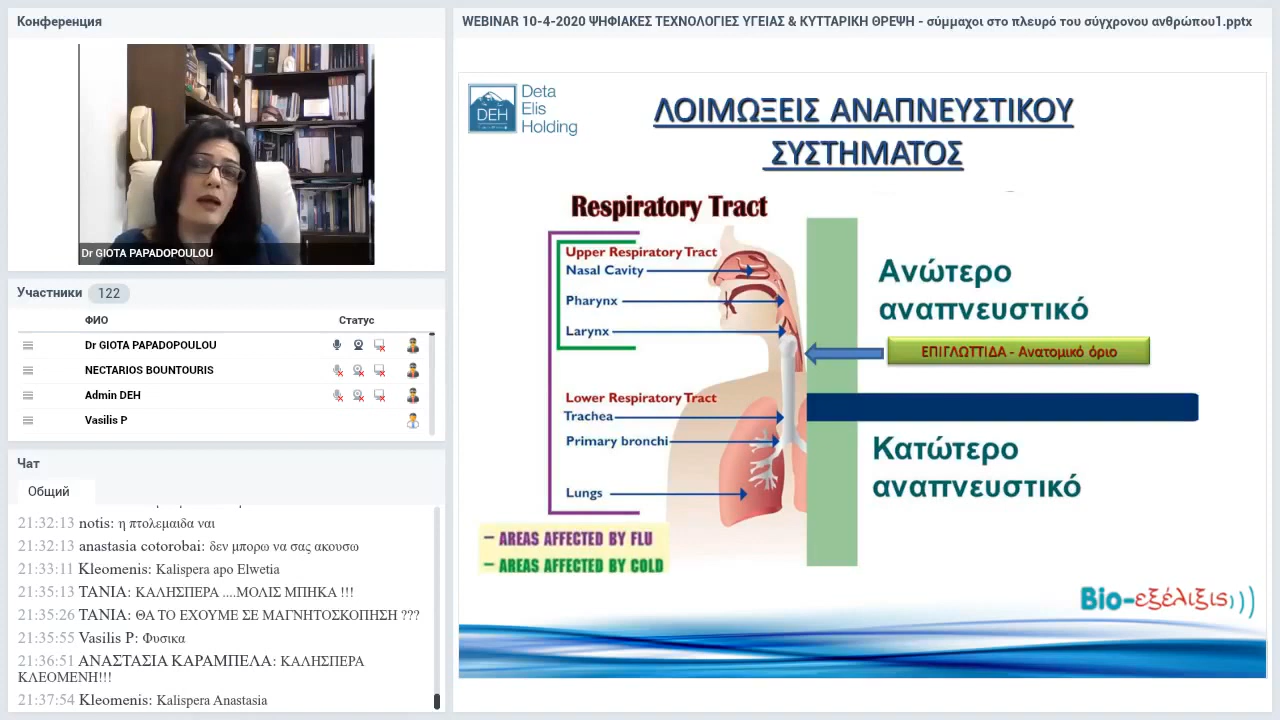 Конференция
Dr GIOTA PAPADOPOULOU
Участники 122
ФИО Статус
Dr GIOTA PAPADOPOULOU
NECTARIOS BOUNTOURIS
Admin DEH
Vasilis P
Чат
Общий
21:32:13 notis: η πτολεμαιδα ναι
21:32:13 anastasia cotorobai: δεν μπορω να σας ακουσω
21:33:11 Kleomenis: Kalispera apo Elwetia
21:35:13 ΤΑΝΙΑ: ΚΑΛΗΣΠΕΡΑ ....ΜΟΛΙΣ ΜΠΗΚΑ !!!
21:35:26 ΤΑΝΙΑ: ΘΑ ΤΟ ΕΧΟΥΜΕ ΣΕ ΜΑΓΝΗΤΟΣΚΟΠΗΣΗ ???
21:35:55 Vasilis P: Φυσικα
21:36:51 ΑΝΑΣΤΑΣΙΑ ΚΑΡΑΜΠΕΛΑ: ΚΑΛΗΣΠΕΡΑ
ΚΛΕΟΜΕΝΗ!!!
21:37:54 Kleomenis: Kalispera Anastasia
WEBINAR 10-4-2020 ΨΗΦΙΑΚΕΣ ΤΕΧΝΟΛΟΓΙΕΣ ΥΓΕΙΑΣ & ΚΥΤΤΑΡΙΚΗ ΘΡΕΨΗ - σύμμαχοι στο πλευρό του σύγχρονου ανθρώπου1.pptx
DEH
Deta
Elis
Holding
ΛΟΙΜΩΞΕΙΣ ΑΝΑΠΝΕΥΣΤΙΚΟΥ
ΣΥΣΤΗΜΑΤΟΣ
Respiratory Tract
Upper Respiratory Tract
Nasal Cavity
Pharynx
Larynx
Lower Respiratory Tract
Trachea
Primary bronchi
Lungs
– AREAS AFFECTED BY FLU
– AREAS AFFECTED BY COLD
Ανώτερο
αναπνευστικό
ΕΠΙΓΛΩΤΤΙΔΑ - Ανατομικό όριο
Κατώτερο
αναπνευστικό
Bio-εξέλιξις